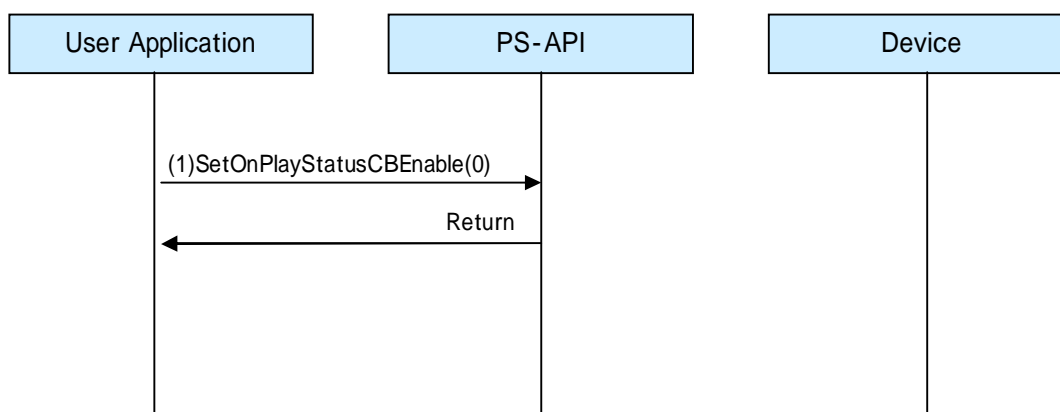 User Application
PS-API
Device
(1)SetOnPlayStatusCBEnable(0)
Return